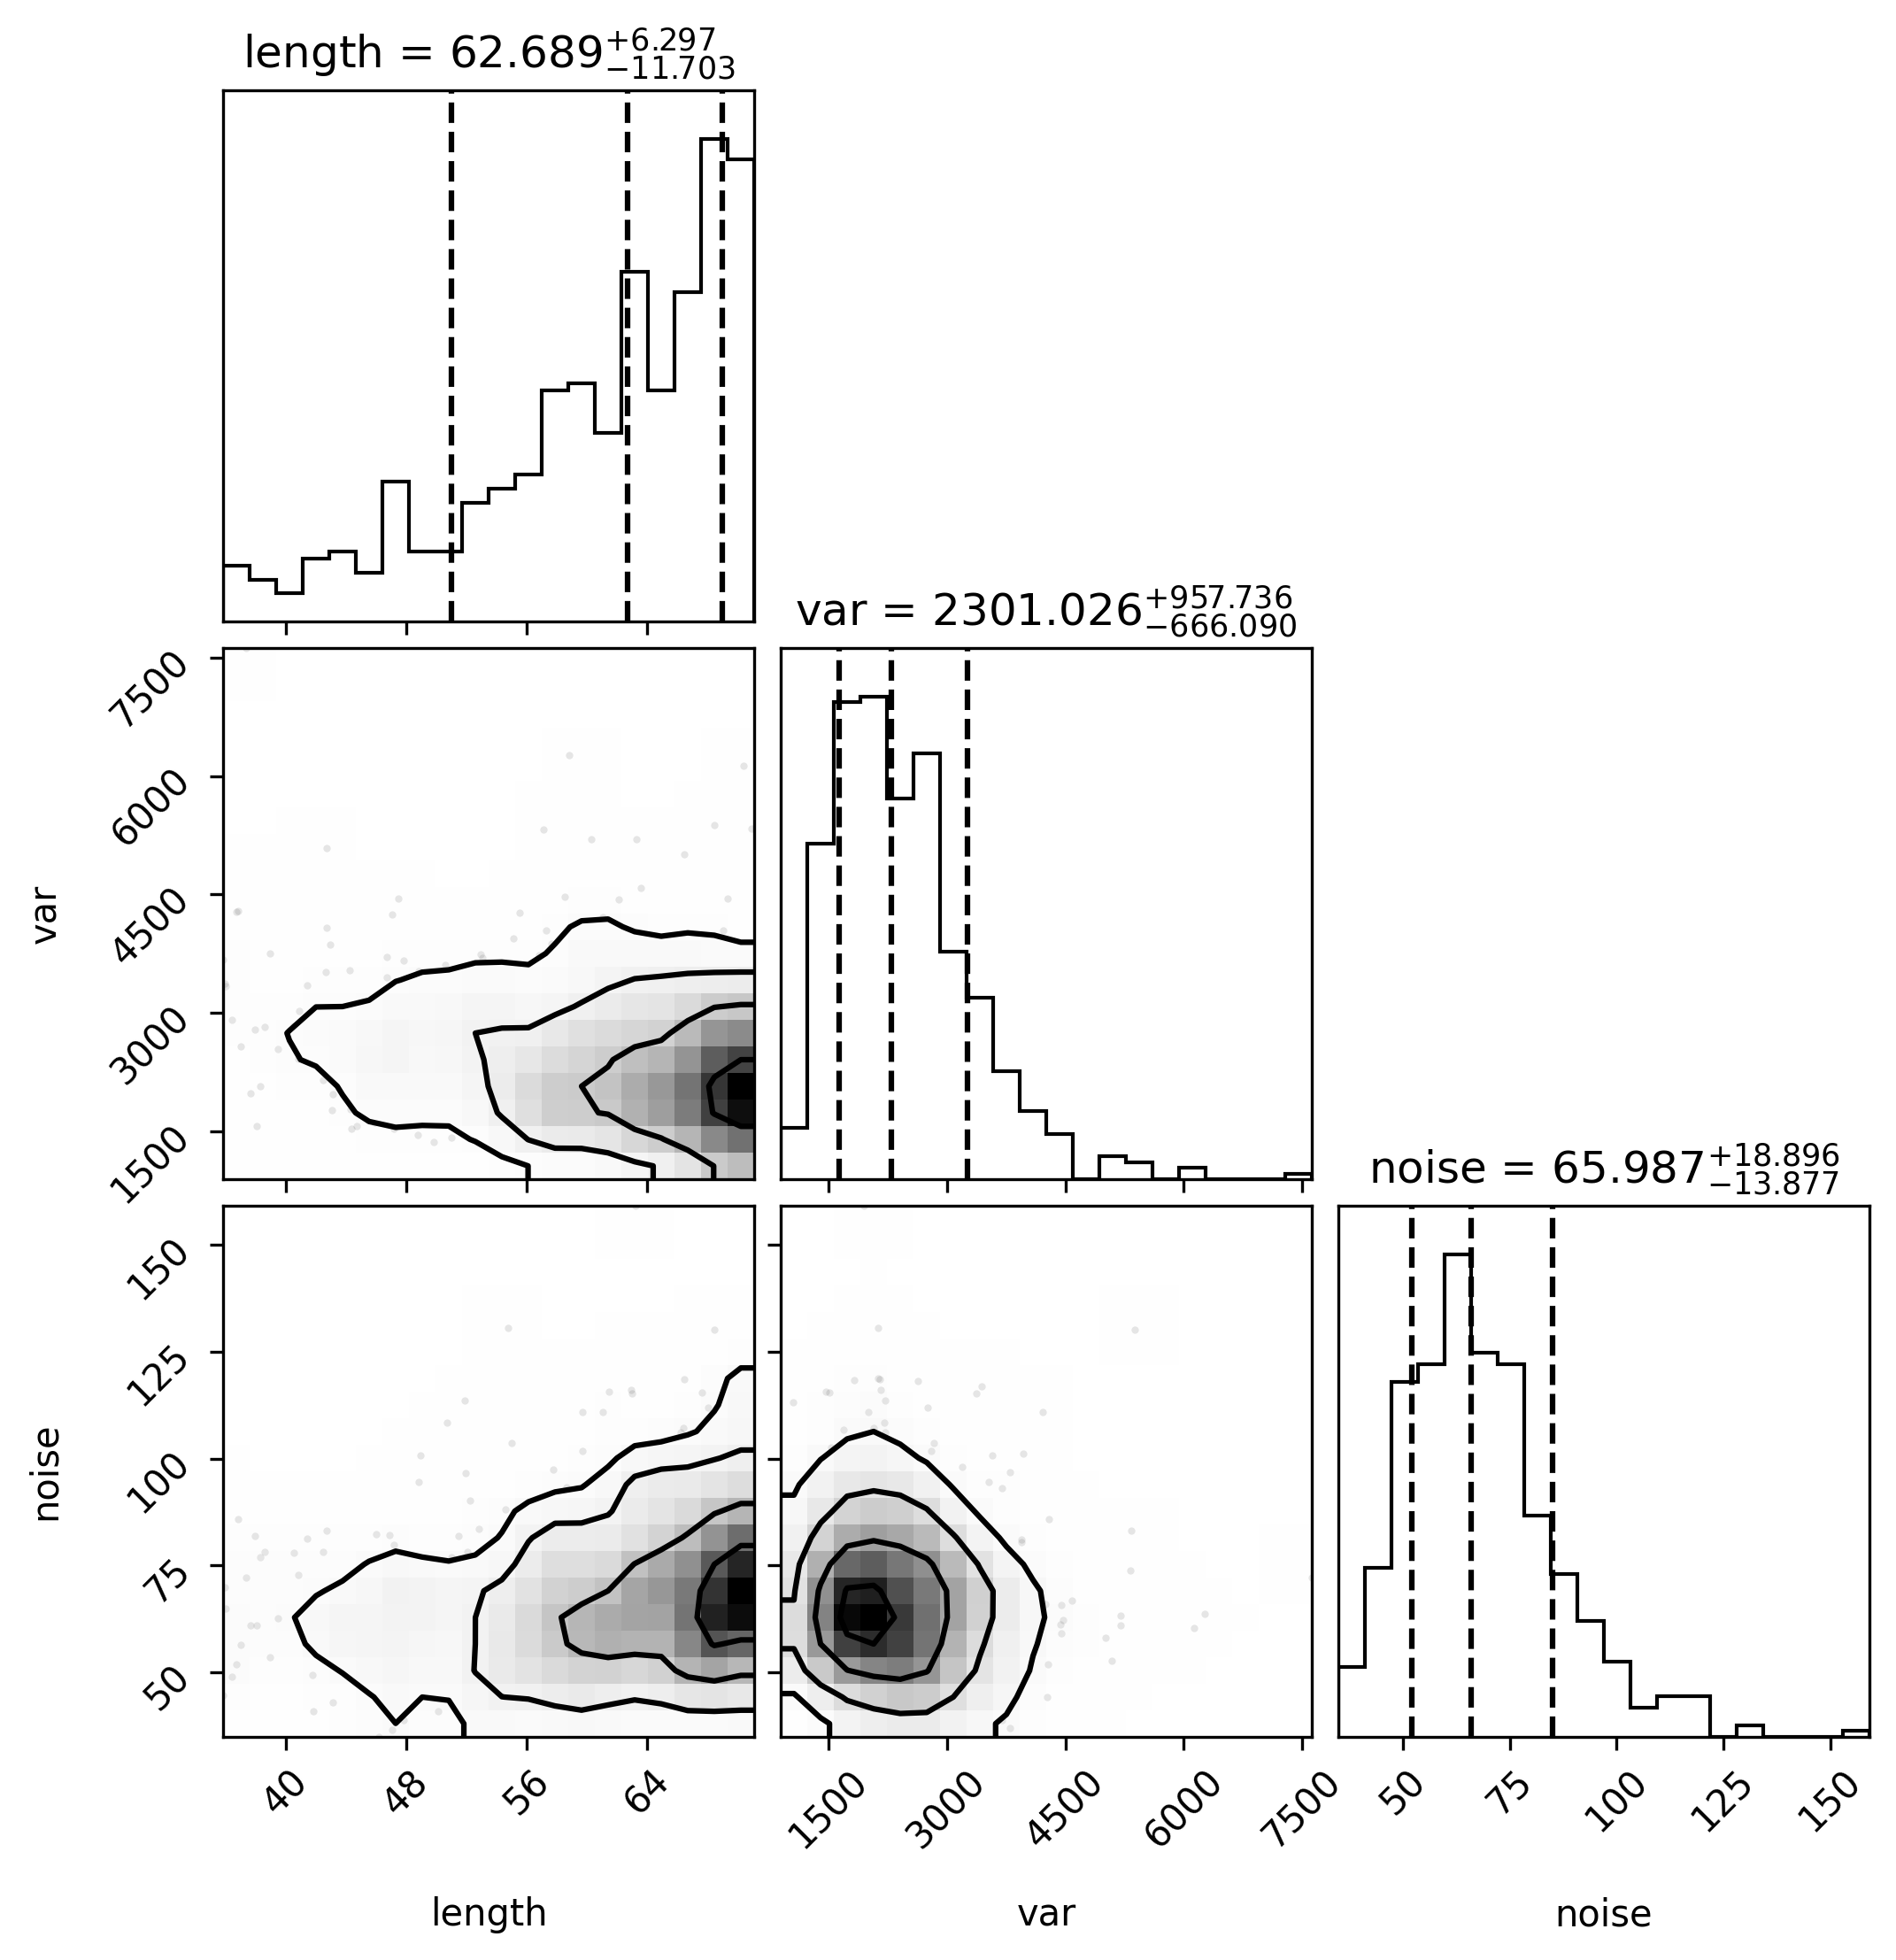 length = 62.689+6.297−11.703
var = 2301.026+957.736−666.090
7500
6000
4500
3000
1500
var
noise = 65.987+18.896−13.877
150
125
100
75
50
noise
40 48 56 64 1500 3000 4500 6000 7500 50 75 100 125 150
length var noise